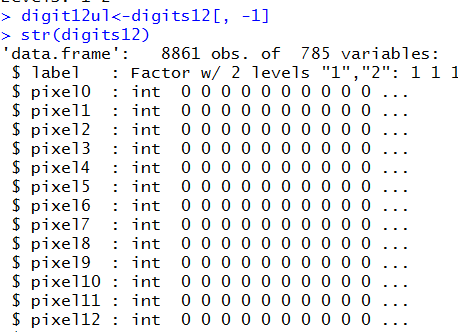 > digit12ul<-digits12[, -1]
> str(digits12)
'data.frame':   8861 obs. of  785 variables:
 $ label   : Factor w/ 2 levels "1","2": 1 1 1
 $ pixel0  : int  0 0 0 0 0 0 0 0 0 0 ...
 $ pixel1  : int  0 0 0 0 0 0 0 0 0 0 ...
 $ pixel2  : int  0 0 0 0 0 0 0 0 0 0 ...
 $ pixel3  : int  0 0 0 0 0 0 0 0 0 0 ...
 $ pixel4  : int  0 0 0 0 0 0 0 0 0 0 ...
 $ pixel5  : int  0 0 0 0 0 0 0 0 0 0 ...
 $ pixel6  : int  0 0 0 0 0 0 0 0 0 0 ...
 $ pixel7  : int  0 0 0 0 0 0 0 0 0 0 ...
 $ pixel8  : int  0 0 0 0 0 0 0 0 0 0 ...
 $ pixel9  : int  0 0 0 0 0 0 0 0 0 0 ...
 $ pixel10 : int  0 0 0 0 0 0 0 0 0 0 ...
 $ pixel11 : int  0 0 0 0 0 0 0 0 0 0 ...
 $ pixel12 : int  0 0 0 0 0 0 0 0 0 0 ...